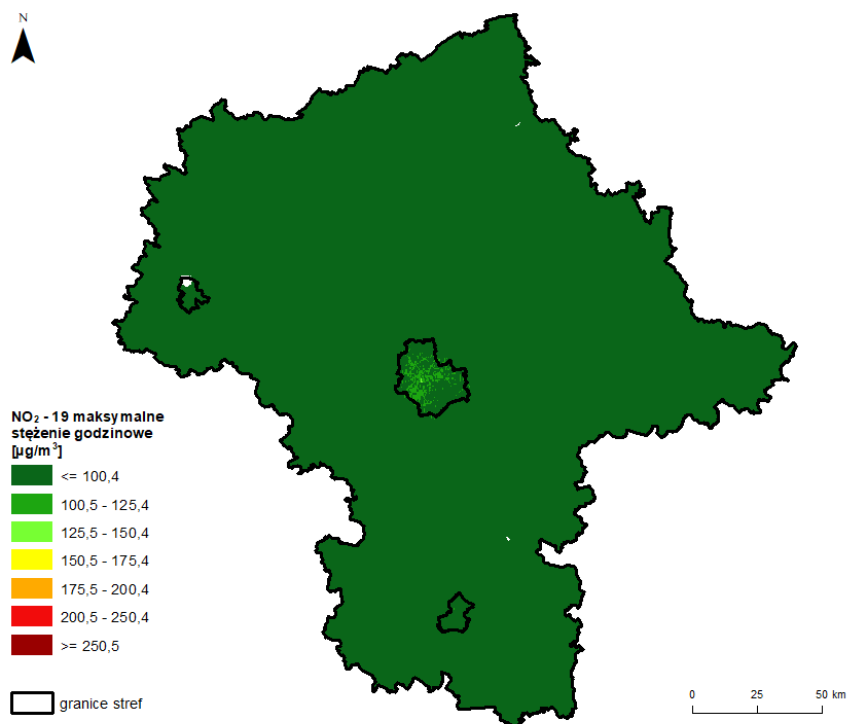 N
NO₂ - 19 maksymalne
stężenie godzinowe
[µg/m³]
<= 100,4
100,5 - 125,4
125,5 - 150,4
150,5 - 175,4
175,5 - 200,4
200,5 - 250,4
>= 250,5
granice stref
0 25 50 km